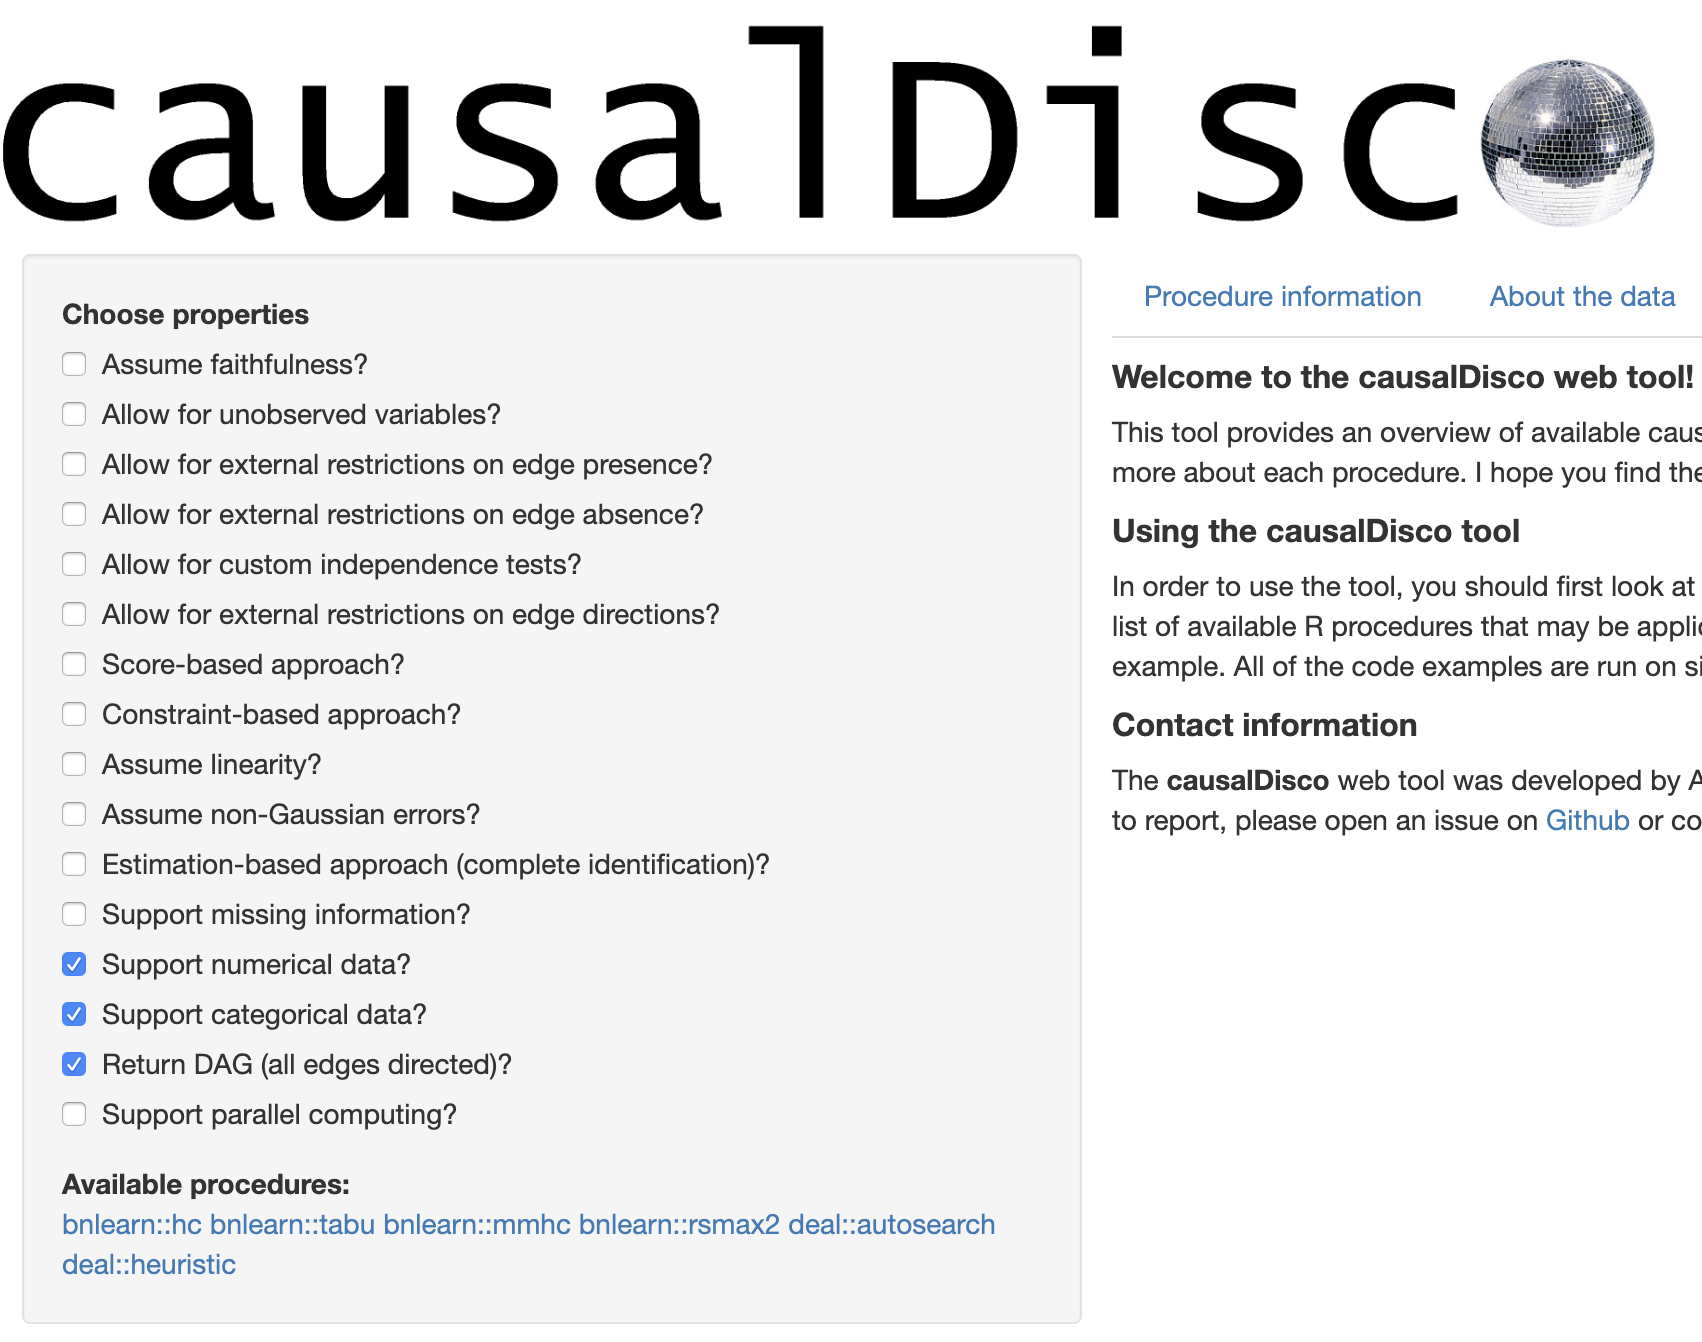 causalDisc
Choose properties
Assume faithfulness?
Allow for unobserved variables?
Allow for external restrictions on edge presence?
Allow for external restrictions on edge absence?
Allow for custom independence tests?
Allow for external restrictions on edge directions?
Score-based approach?
Constraint-based approach?
Assume linearity?
Assume non-Gaussian errors?
Estimation-based approach (complete identification)?
Support missing information?
Support numerical data?
Support categorical data?
Return DAG (all edges directed)?
Support parallel computing?
Available procedures:
bnlearn::hc bnlearn::tabu bnlearn::mmhc bnlearn::rsmax2 deal::autosearch
deal::heuristic
Procedure information About the data
Welcome to the causalDisco web tool!
This tool provides an overview of available caus
more about each procedure. I hope you find the
Using the causalDisco tool
In order to use the tool, you should first look at
list of available R procedures that may be applic
example. All of the code examples are run on si
Contact information
The causalDisco web tool was developed by A
to report, please open an issue on Github or co